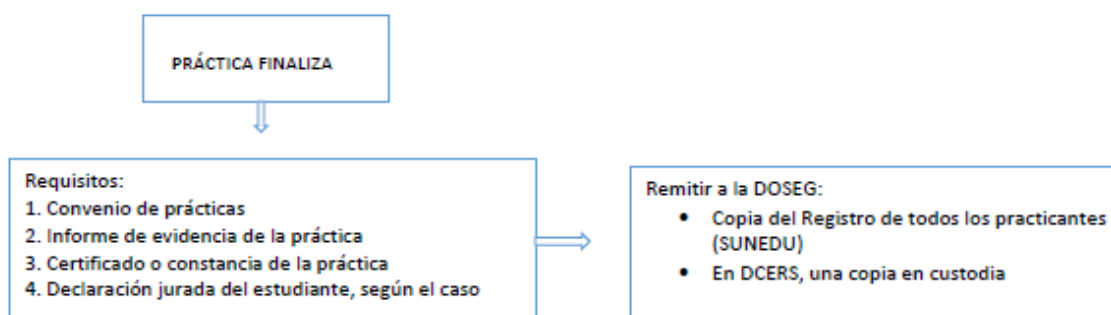 PRÁCTICA FINALIZA
Requisitos:
1. Convenio de prácticas
2. Informe de evidencia de la práctica
3. Certificado o constancia de la práctica
4. Declaración jurada del estudiante, según el caso
Remitir a la DOSEG:
• Copia del Registro de todos los practicantes
(SUNEDU)
• En DCERS, una copia en custodia